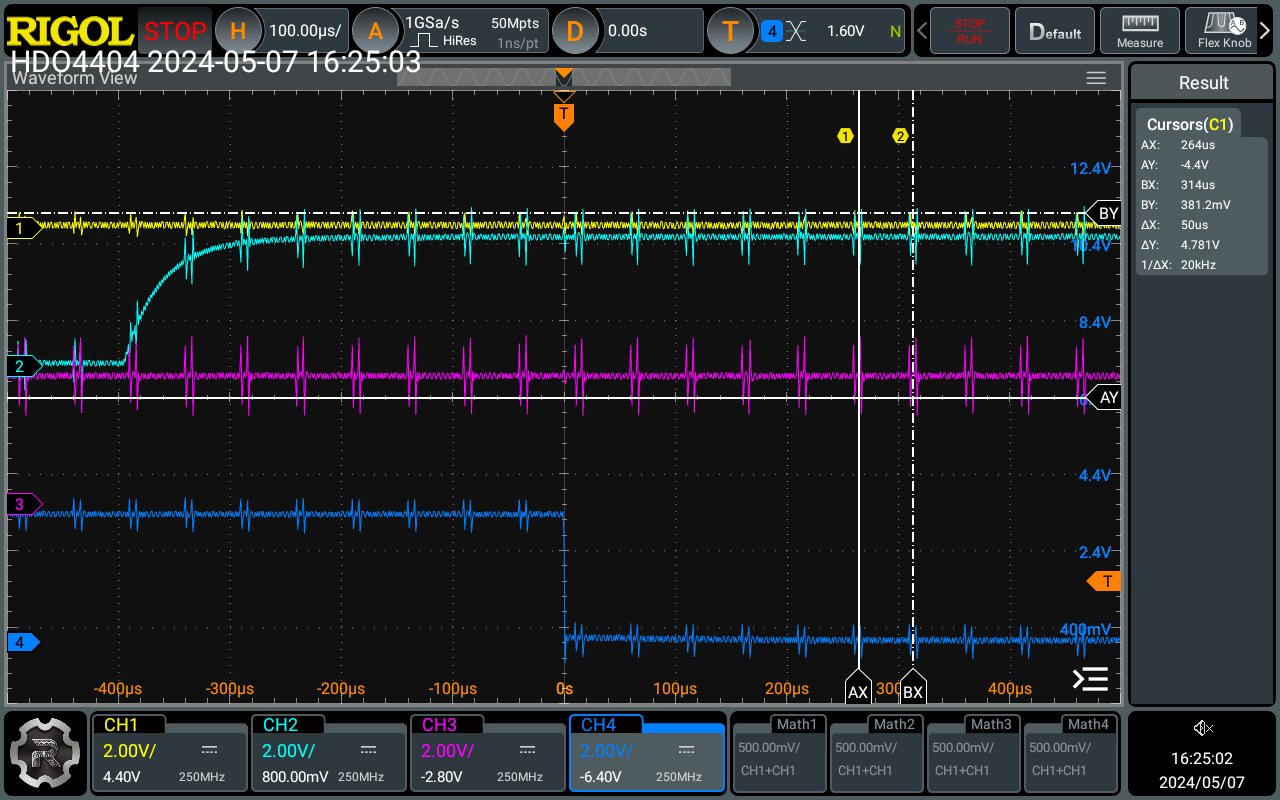 RIGOL STOP H 100.00μs/ A 1GSa/s 50Mpts D 0.00s T 4 1.60V N STOP RUN Default Measure Flex Knob
HiRes 1ns/pt
HDO4404 2024-05-07 16:25:03
Waveform View
Result
T
Cursors(C1)
1 2
AX: 264us
AY: -4.4V
BX: 314us
BY: 381.2mV
ΔX: 50us
ΔY: 4.781V
1/ΔX: 20kHz
12.4V
BY
1
10.4V
8.4V
2
AY
4.4V
3
2.4V
T
4
400mV
-400μs -300μs -200μs -100μs 0s 100μs 200μs 300 400μs
AX BX
CH1 CH2 CH3 CH4 Math1 Math2 Math3 Math4
2.00V/ 2.00V/ 2.00V/ 2.00V/ 500.00mV/ 500.00mV/ 500.00mV/ 500.00mV/
4.40V 250MHz 800.00mV 250MHz -2.80V 250MHz -6.40V 250MHz CH1+CH1 CH1+CH1 CH1+CH1 CH1+CH1
16:25:02
2024/05/07